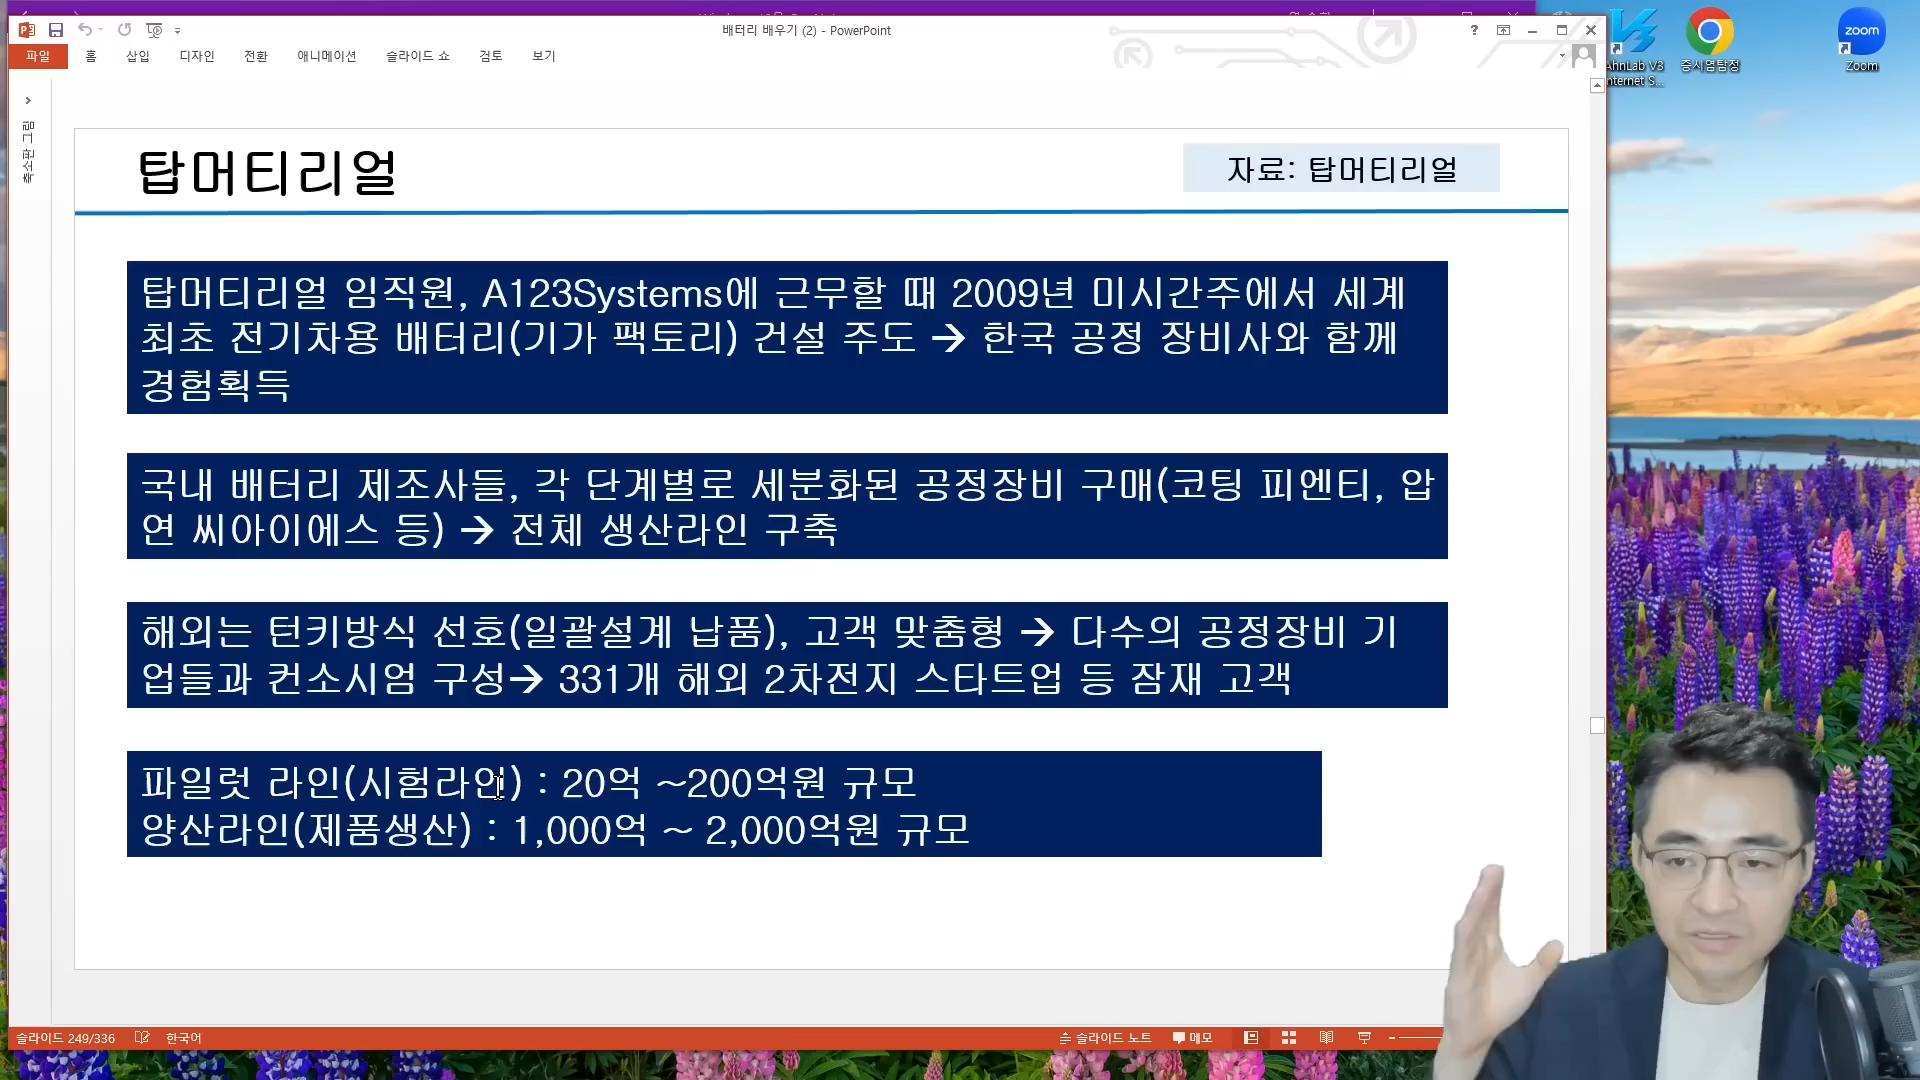 배터리 배우기 (2) - PowerPoint
파일 홈 삽입 디자인 전환 애니메이션 슬라이드 쇼 검토 보기
AhnLab V3
Internet S...
증시염탐정
zoom
Zoom
축소판 그림
탑머티리얼
자료: 탑머티리얼
탑머티리얼 임직원, A123Systems에 근무할 때 2009년 미시간주에서 세계
최초 전기차용 배터리(기가 팩토리) 건설 주도 → 한국 공정 장비사와 함께
경험획득
국내 배터리 제조사들, 각 단계별로 세분화된 공정장비 구매(코팅 피엔티, 압
연 씨아이에스 등) → 전체 생산라인 구축
해외는 턴키방식 선호(일괄설계 납품), 고객 맞춤형 → 다수의 공정장비 기
업들과 컨소시엄 구성→ 331개 해외 2차전지 스타트업 등 잠재 고객
파일럿 라인(시험라인) : 20억 ~200억원 규모
양산라인(제품생산) : 1,000억 ~ 2,000억원 규모
슬라이드 249/336 한국어 슬라이드 노트 메모